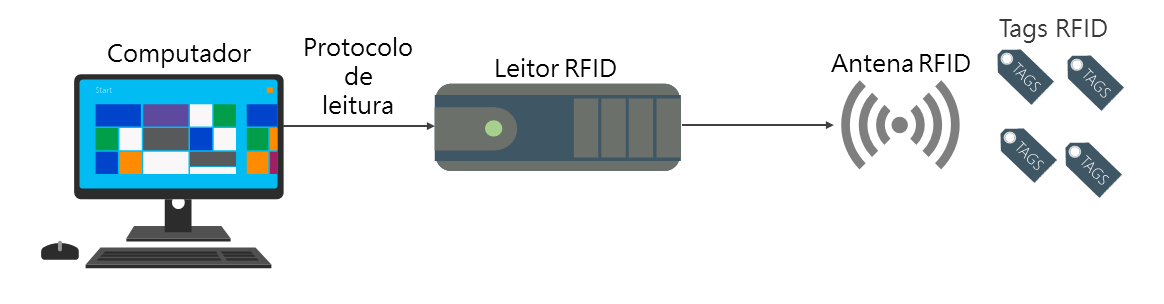 Computador
Start
Protocolo
de
leitura
Leitor RFID
Antena RFID
Tags RFID
TAGS
TAGS
TAGS
TAGS